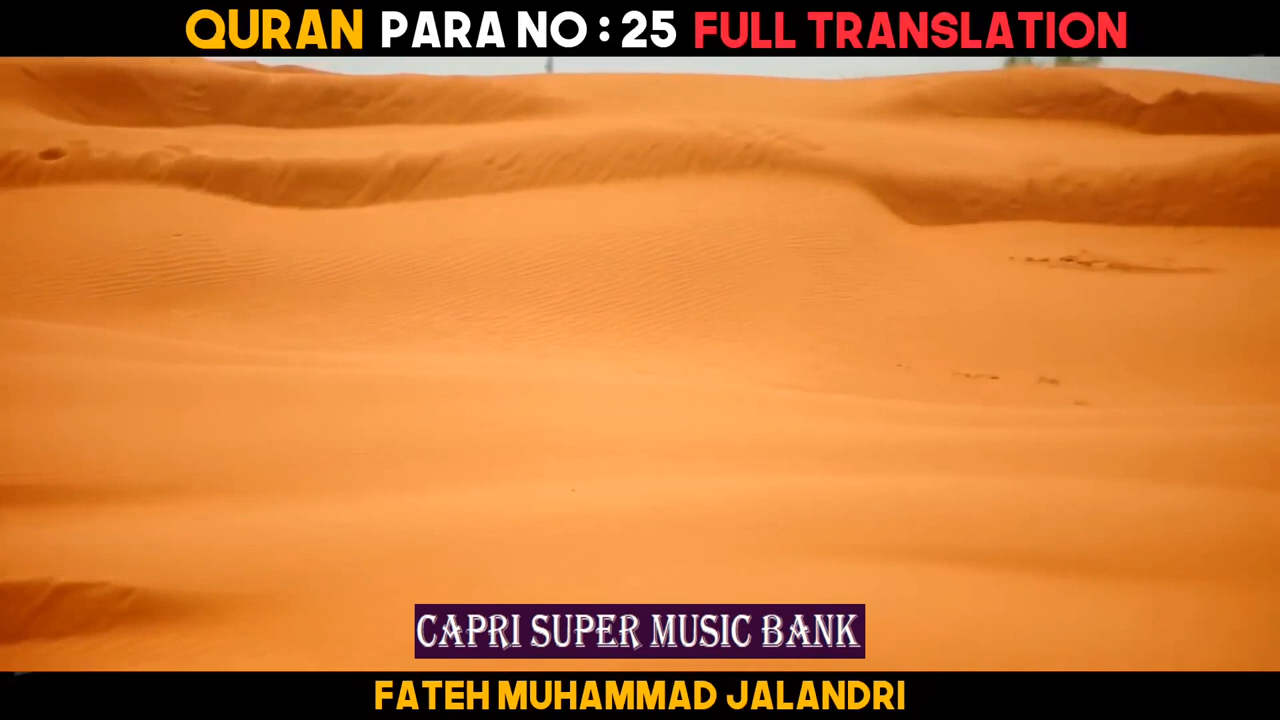 QURAN PARA NO : 25 FULL TRANSLATION
CAPRI SUPER MUSIC BANK
FATEH MUHAMMAD JALANDRI